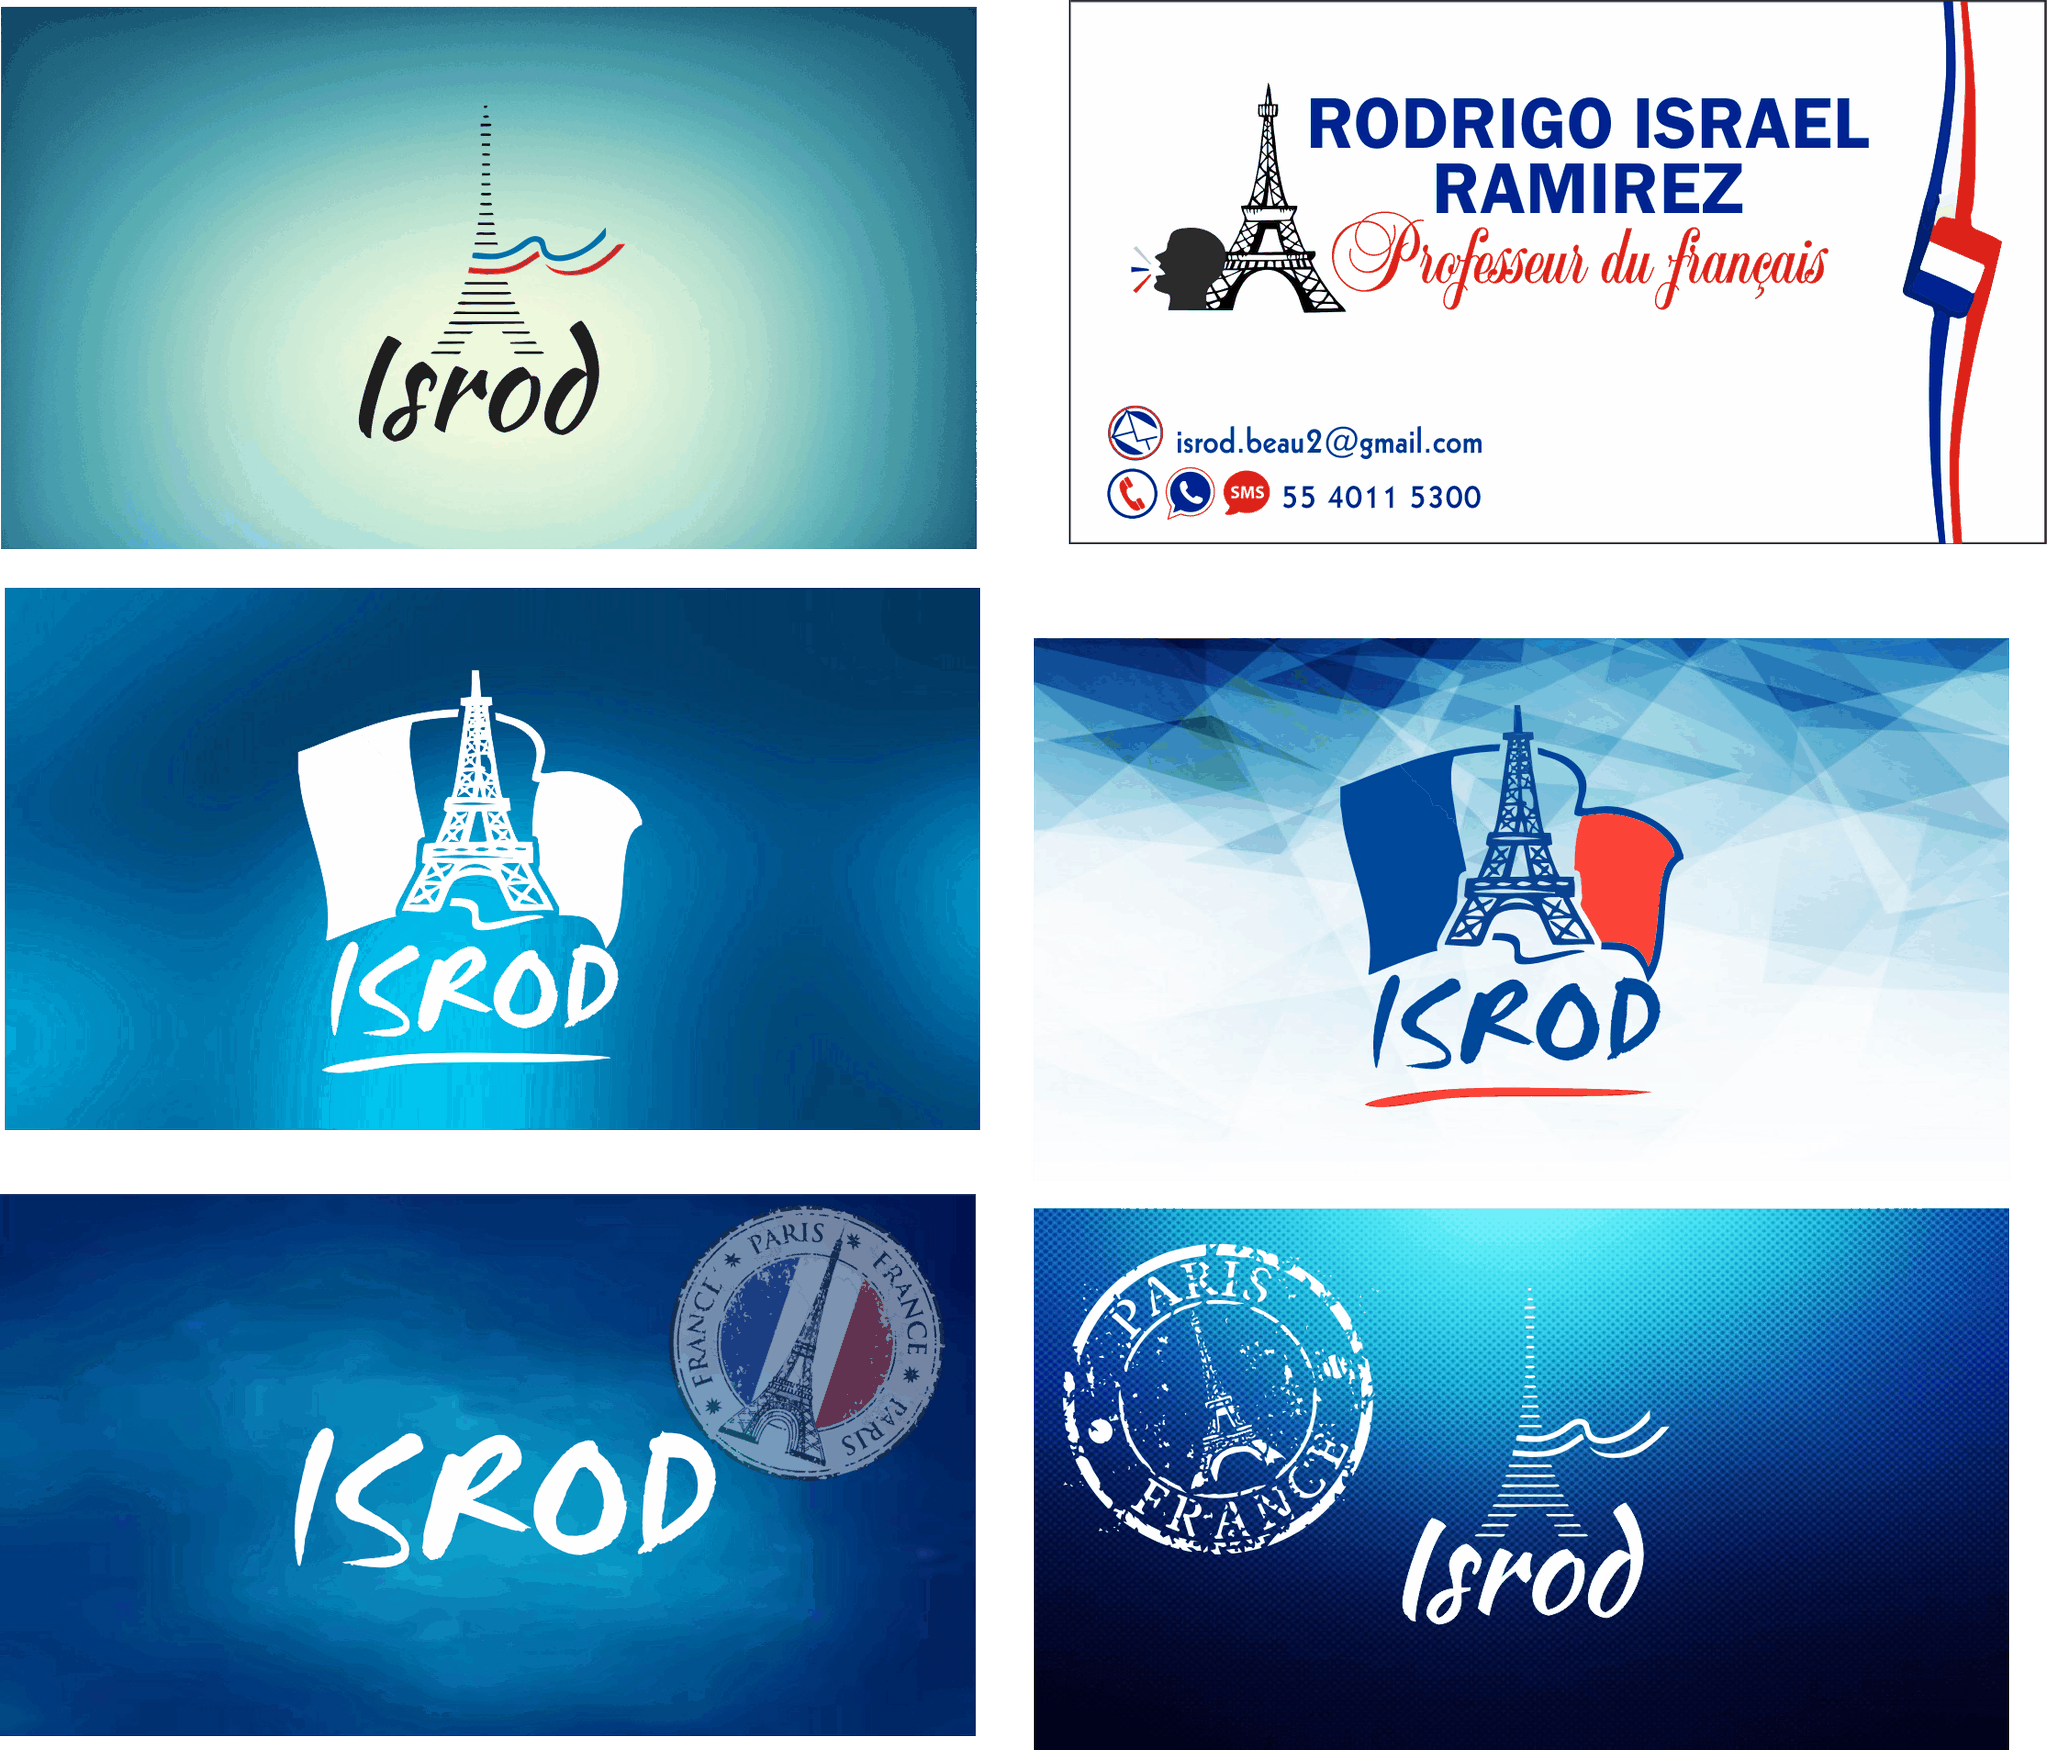 Isrod
RODRIGO ISRAEL
RAMIREZ
Professeur du français
isrod.beau2@gmail.com
SMS 55 4011 5300
ISROD
ISROD
PARIS FRANCE PARIS FRANCE
ISROD
PARIS
FRANCE
Isrod